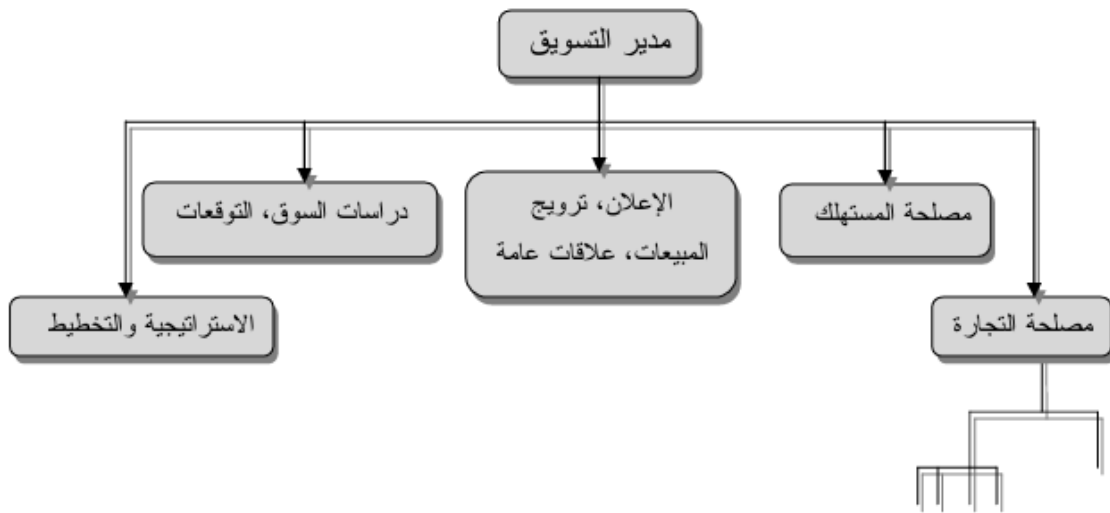 مدير التسويق
مصلحة المستهلك
الإعلان، ترويج
المبيعات، علاقات عامة
دراسات السوق، التوقعات
مصلحة التجارة
الاستراتيجية والتخطيط